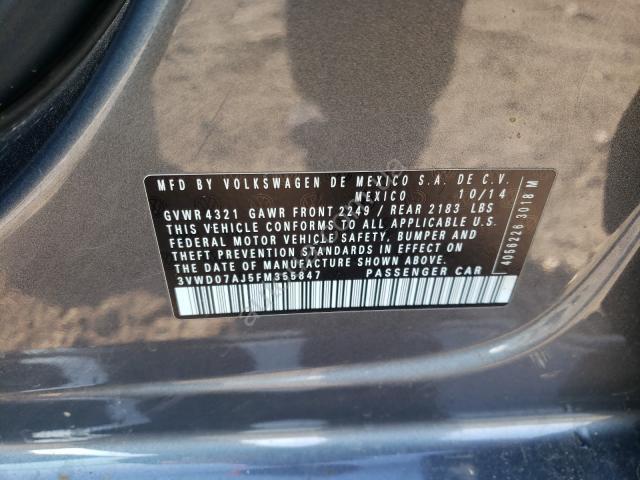 MFD BY VOLKSWAGEN DE MEXICO S.A. DE C.V.
MEXICO 10/14
GVWR 4321 GAWR FRONT 2249 / REAR 2183 LBS
THIS VEHICLE CONFORMS TO ALL APPLICABLE U.S.
FEDERAL MOTOR VEHICLE SAFETY, BUMPER AND
THEFT PREVENTION STANDARDS IN EFFECT ON
THE DATE OF MANUFACTURE SHOWN ABOVE.
3VWD07AJ5FM355847 PASSENGER CAR
4056226 3018 M